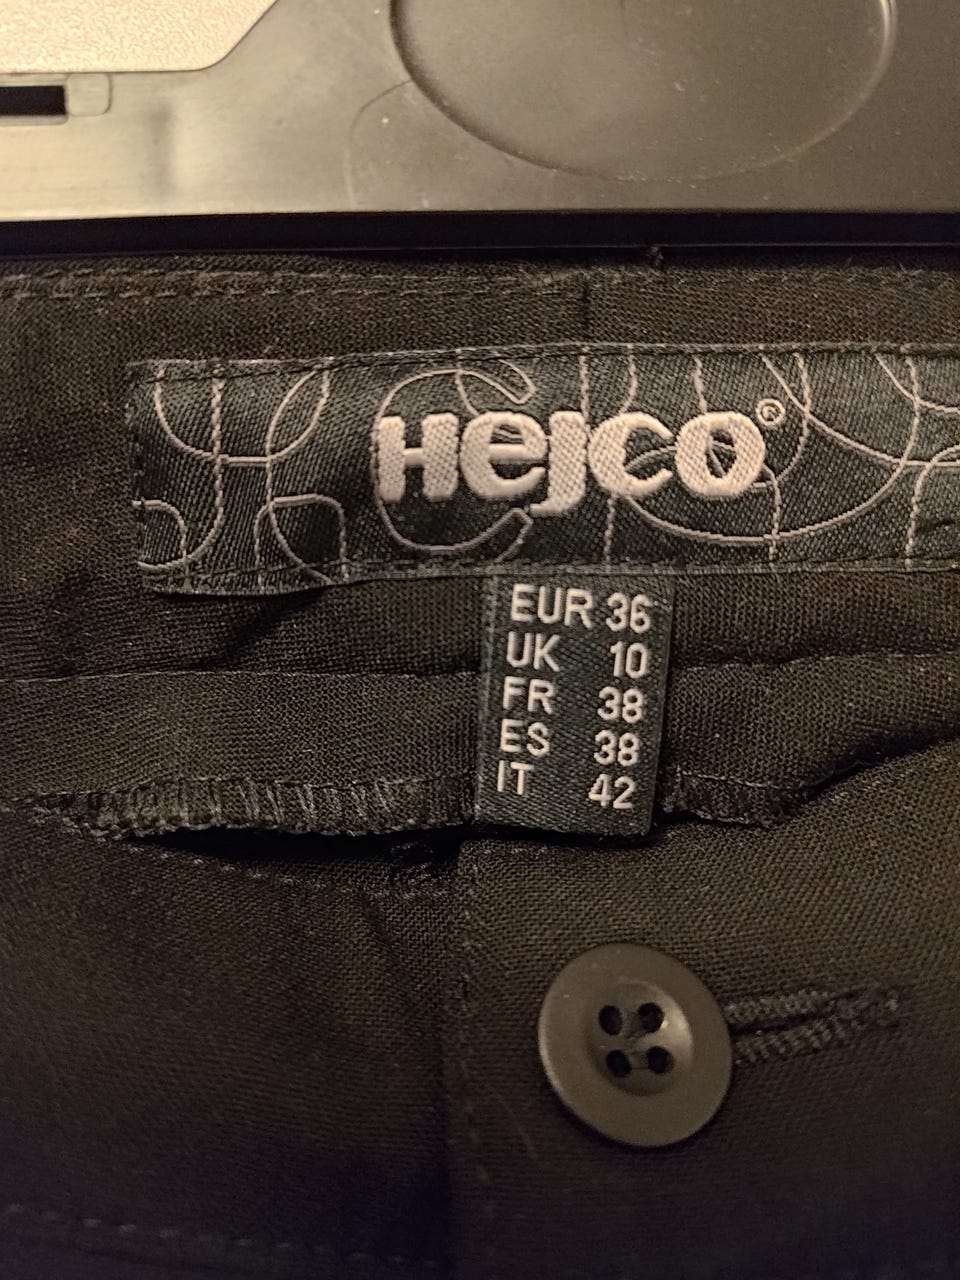 Hejco®
EUR 36
UK 10
FR 38
ES 38
IT 42